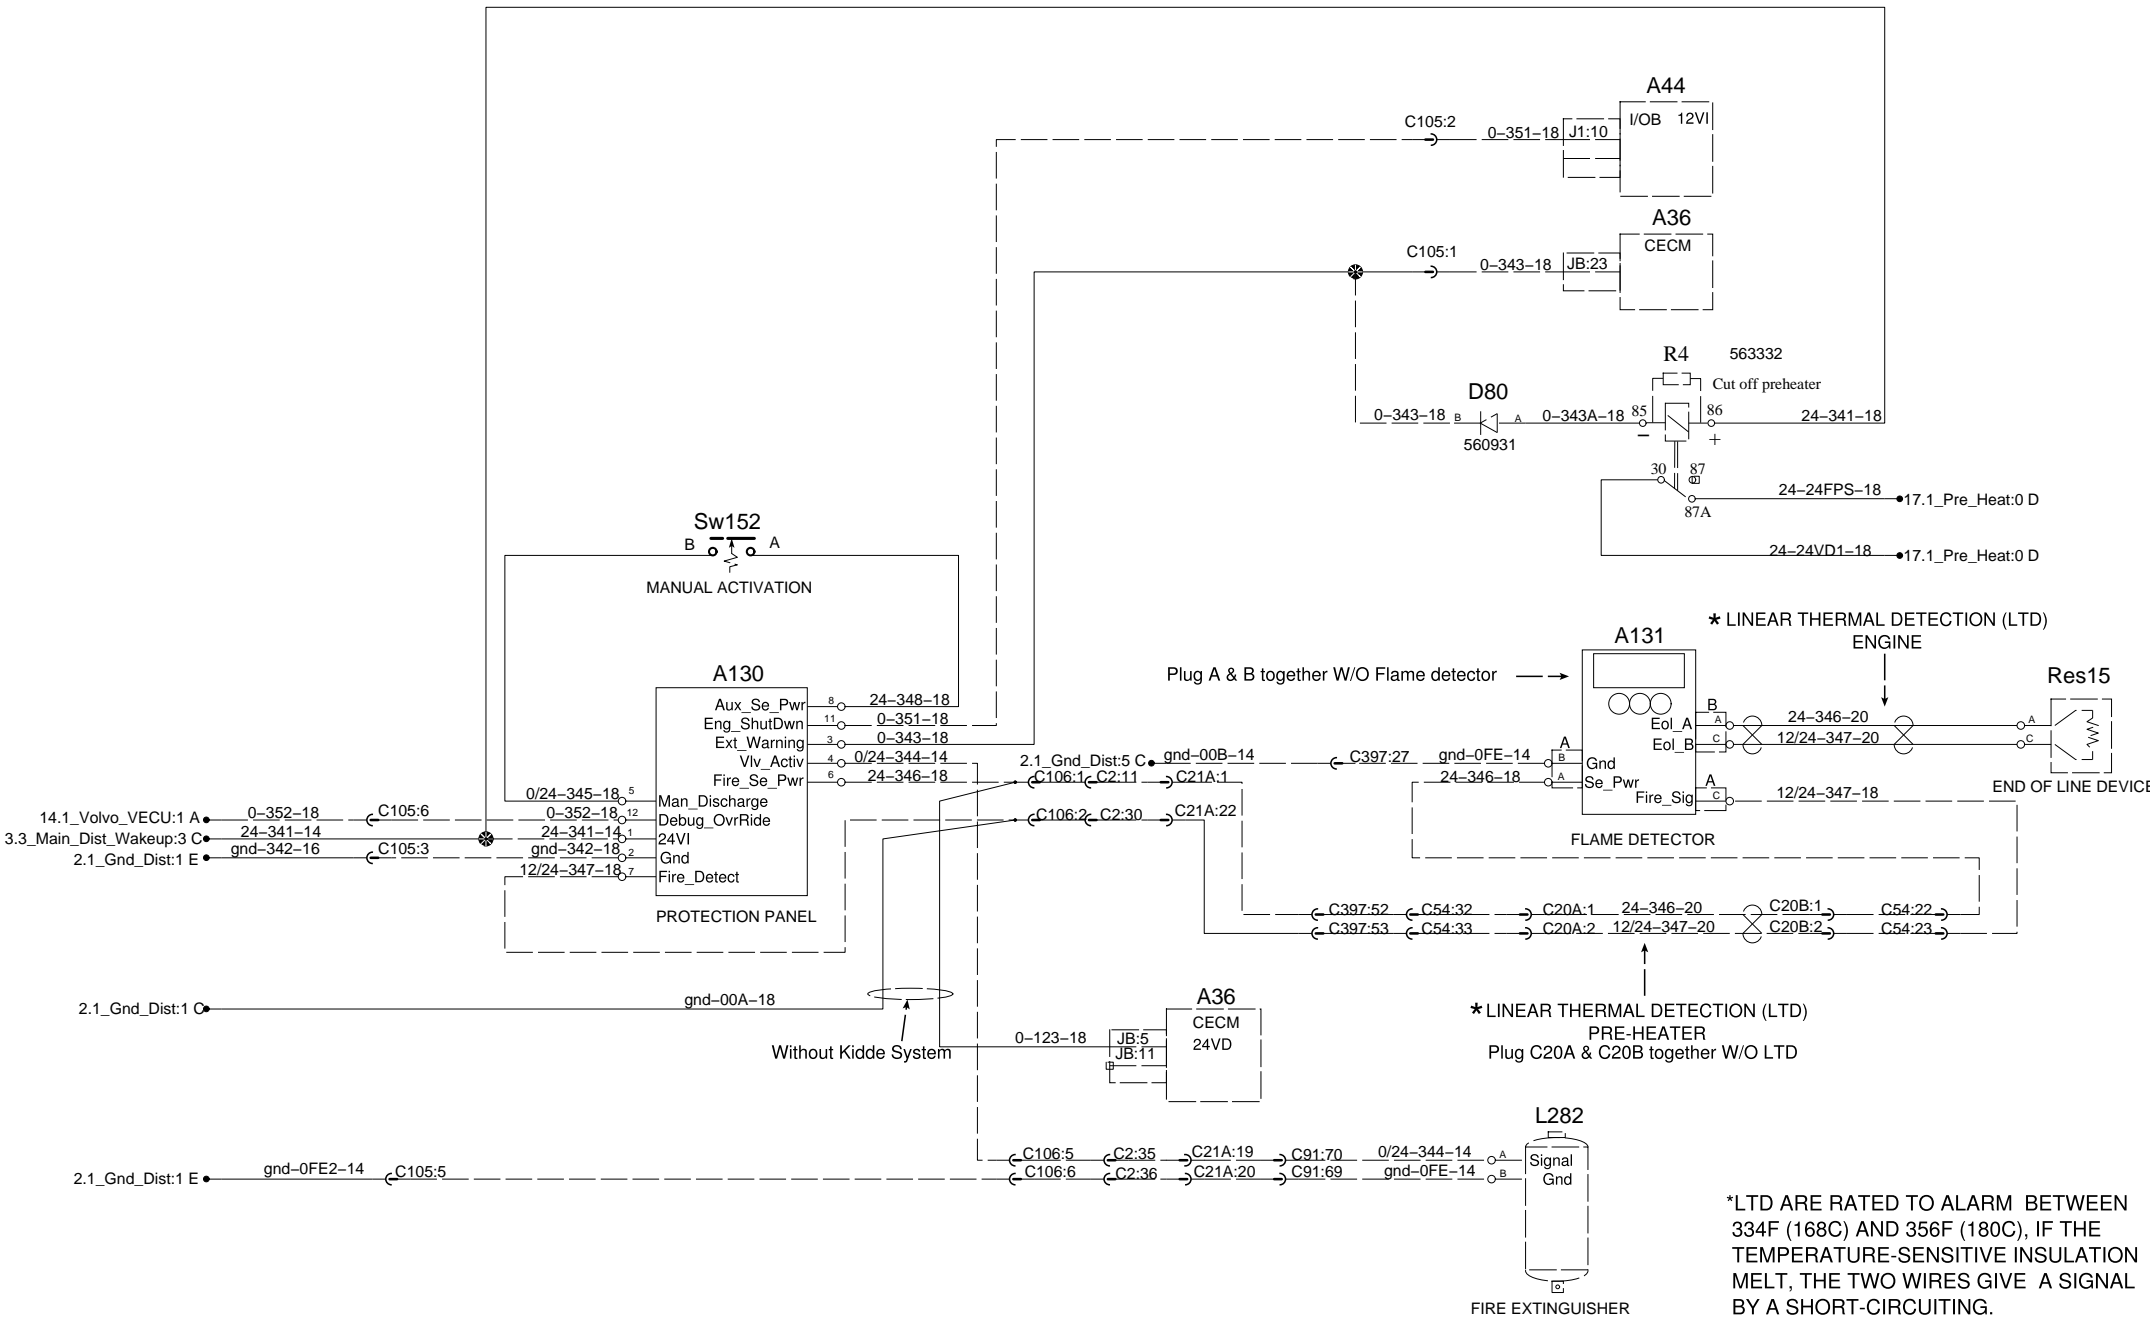 A44
I/OB 12VI
C105:2
0-351-18
J1:10
A36
CECM
C105:1
0-343-18
JB:23
R4
563332
Cut off preheater
D80
0-343-18
B
A
0-343A-18
85
86
24-341-18
560931
−
+
30
87
87A
24-24FPS-18
17.1_Pre_Heat:0 D
24-24VD1-18
17.1_Pre_Heat:0 D
Sw152
B
A
MANUAL ACTIVATION
* LINEAR THERMAL DETECTION (LTD)
ENGINE
A131
Plug A & B together W/O Flame detector
Res15
A130
Aux_Se_Pwr 8 24-348-18
Eng_ShutDwn 11 0-351-18
Ext_Warning 3 0-343-18
Vlv_Activ 4 0/24-344-14
Fire_Se_Pwr 6 24-346-18
0/24-345-18 5 Man_Discharge
14.1_Volvo_VECU:1 A 0-352-18 C105:6 0-352-18 12 Debug_OvrRide
3.3_Main_Dist_Wakeup:3 C 24-341-14 24-341-14 1 24VI
2.1_Gnd_Dist:1 E gnd-342-16 C105:3 gnd-342-18 2 Gnd
12/24-347-18 7 Fire_Detect
PROTECTION PANEL
B
Eol_A A 24-346-20 A
Eol_B C 12/24-347-20 C
2.1_Gnd_Dist:5 C gnd-00B-14 C397:27 gnd-0FE-14 A B Gnd
C106:1 C2:11 C21A:1 24-346-18 A Se_Pwr
A
Fire_Sig C 12/24-347-18
END OF LINE DEVICE
C106:2 C2:30 C21A:22
FLAME DETECTOR
C397:52 C54:32 C20A:1 24-346-20 C20B:1 C54:22
C397:53 C54:33 C20A:2 12/24-347-20 C20B:2 C54:23
2.1_Gnd_Dist:1 C gnd-00A-18
Without Kidde System
A36
CECM
24VD
0-123-18
JB:5
JB:11
* LINEAR THERMAL DETECTION (LTD)
PRE-HEATER
Plug C20A & C20B together W/O LTD
L282
C106:5 C2:35 C21A:19 C91:70 0/24-344-14 A Signal
2.1_Gnd_Dist:1 E gnd-0FE2-14 C105:5 C106:6 C2:36 C21A:20 C91:69 gnd-0FE-14 B Gnd
FIRE EXTINGUISHER
*LTD ARE RATED TO ALARM BETWEEN
334F (168C) AND 356F (180C), IF THE
TEMPERATURE-SENSITIVE INSULATION
MELT, THE TWO WIRES GIVE A SIGNAL
BY A SHORT-CIRCUITING.